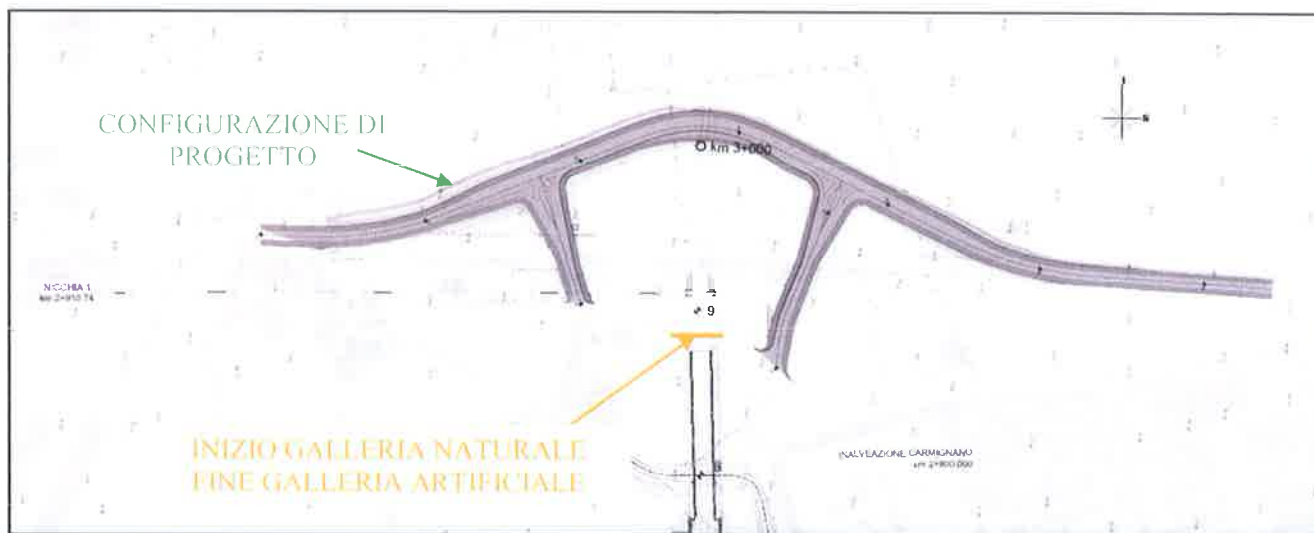 CONFIGURAZIONE DI
PROGETTO
km 3+000
NICCHIA 1
9
INIZIO GALLERIA NATURALE
FINE GALLERIA ARTIFICIALE
INALVEAZIONE CARMIGNANO
km 2+800.000